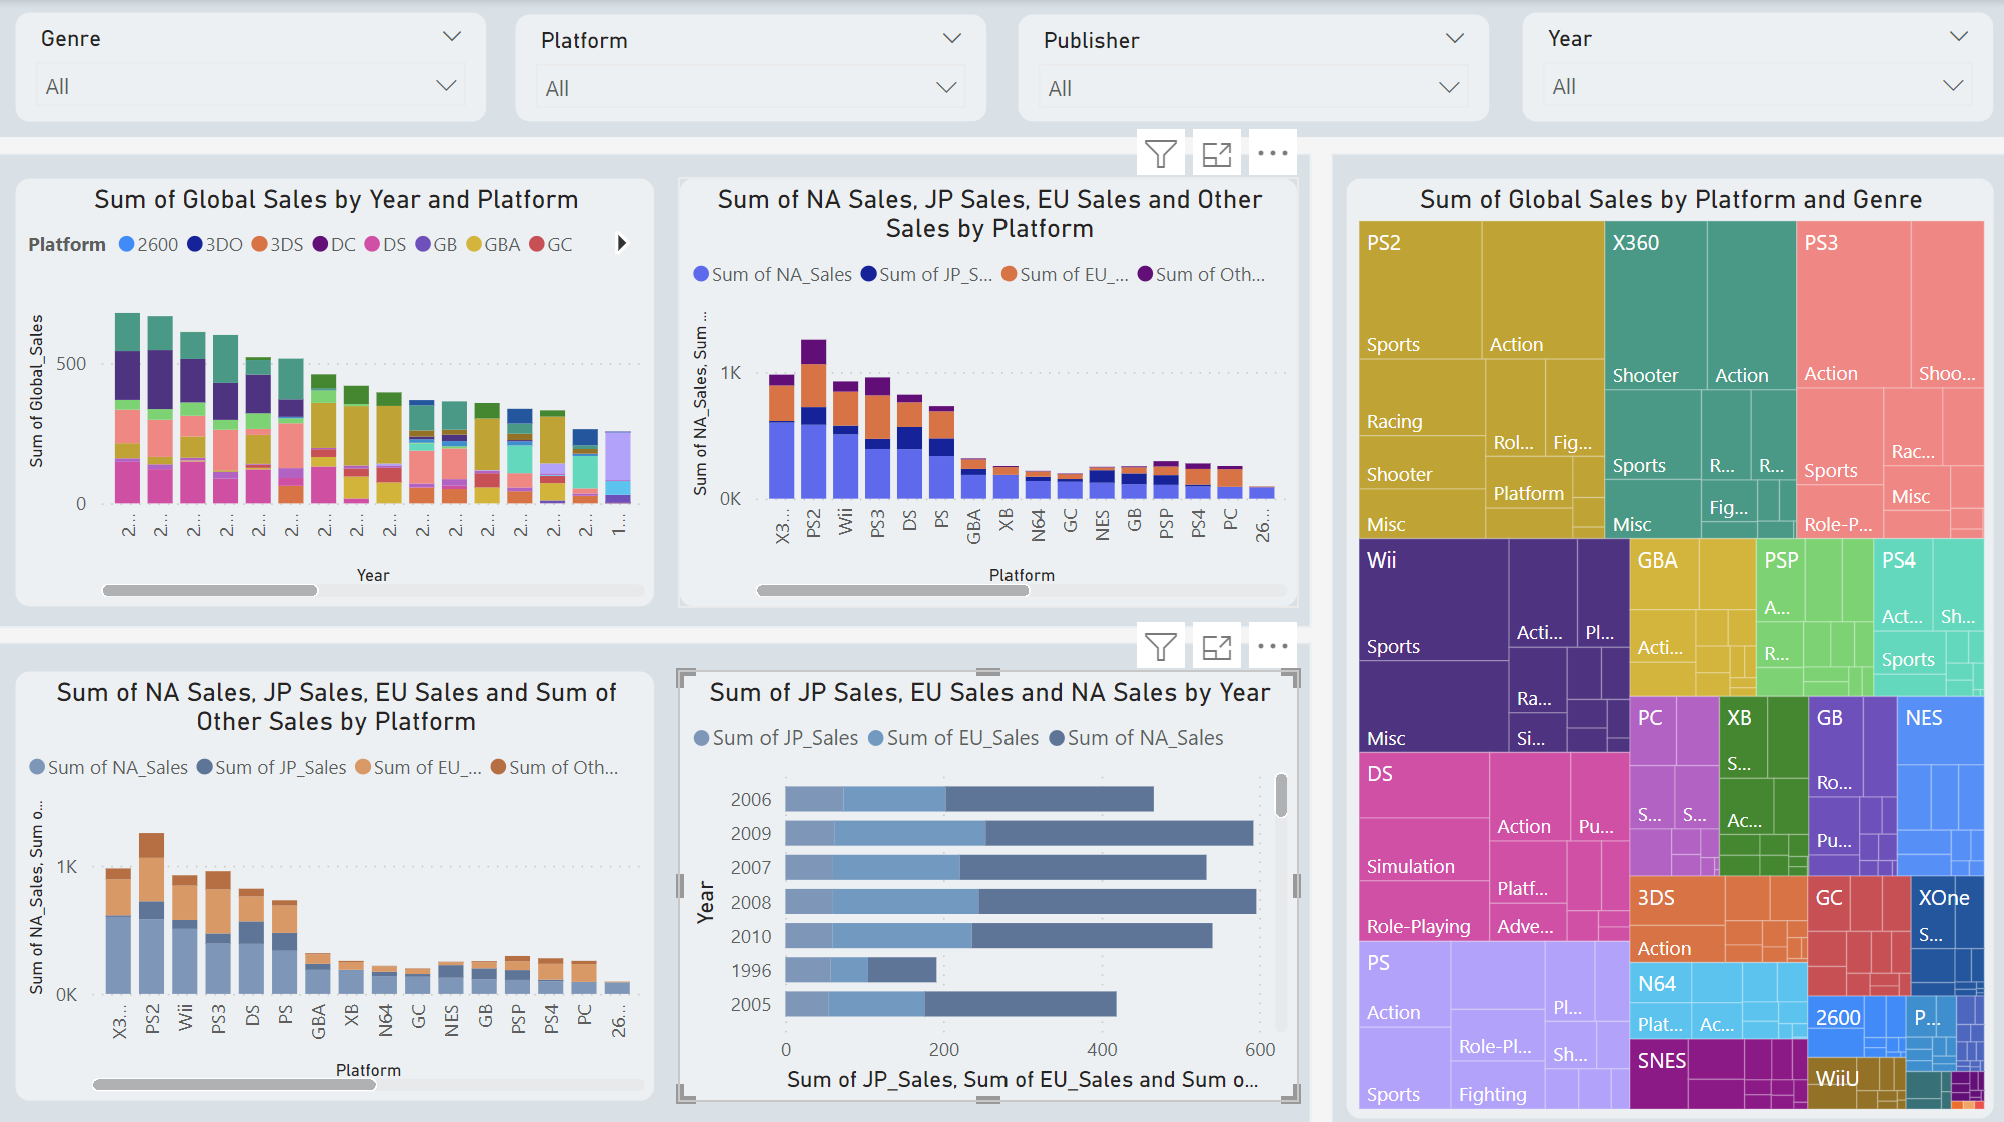 Genre
All
Platform
All
Publisher
All
Year
All
Sum of Global Sales by Year and Platform
Platform 2600 3DO 3DS DC DS GB GBA GC
Sum of Global_Sales
500
0
2... 2... 2... 2... 2... 2... 2... 2... 2... 2... 2... 2... 2... 2... 2... 1...
Year
Sum of NA Sales, JP Sales, EU Sales and Other
Sales by Platform
Sum of NA_Sales Sum of JP_S... Sum of EU_... Sum of Oth...
Sum of NA_Sales, Sum ...
1K
0K
X3... PS2 Wii PS3 DS PS GBA XB N64 GC NES GB PSP PS4 PC 26...
Platform
Sum of NA Sales, JP Sales, EU Sales and Sum of
Other Sales by Platform
Sum of NA_Sales Sum of JP_Sales Sum of EU_... Sum of Oth...
Sum of NA_Sales, Sum o...
1K
0K
X3... PS2 Wii PS3 DS PS GBA XB N64 GC NES GB PSP PS4 PC 26...
Platform
Sum of JP Sales, EU Sales and NA Sales by Year
Sum of JP_Sales Sum of EU_Sales Sum of NA_Sales
Year
2006
2009
2007
2008
2010
1996
2005
0 200 400 600
Sum of JP_Sales, Sum of EU_Sales and Sum o...
Sum of Global Sales by Platform and Genre
PS2
Sports
Action
Racing
Rol...
Fig...
Shooter
Platform
Misc
X360
Shooter
Action
Sports
R...
R...
Misc
Fig...
PS3
Action
Shoo...
Sports
Rac...
Misc
Role-P...
Wii
Sports
Acti...
Pl...
Ra...
Misc
Si...
GBA
Acti...
PSP
A...
R...
PS4
Act...
Sh...
Sports
DS
Action
Pu...
Simulation
Platf...
Role-Playing
Adve...
PC
S...
S...
XB
S...
Ac...
GB
Ro...
Pu...
NES
3DS
Action
GC
XOne
S...
PS
Action
Pl...
Role-Pl...
Sh...
Sports
Fighting
N64
Plat...
Ac...
2600
P...
SNES
WiiU